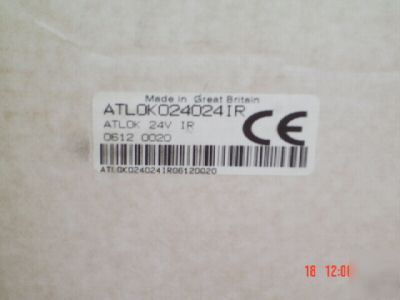 Made in Great Britain
ATLOK024024IR
ATLOK 24V IR
0612 0020
CE
ATLOK024024IR06120020
18 12:0